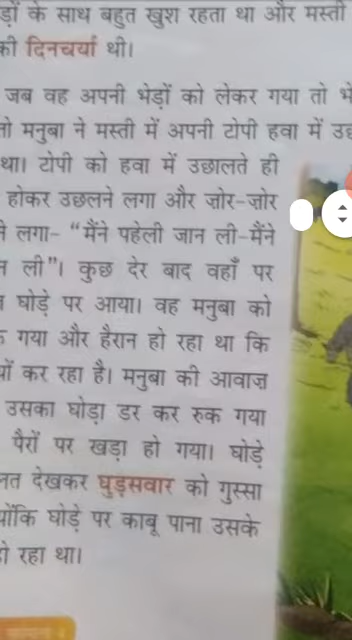 ड़ों के साथ बहुत खुश रहता था और मस्ती
की दिनचर्या थी।
जब वह अपनी भेड़ों को लेकर गया तो
तो मनुबा ने मस्ती में अपनी टोपी हवा में
था। टोपी को हवा में उछालते ही
होकर उछलने लगा और ज़ोर-ज़ोर
लगा- “मैंने पहेली जान ली-मैंने
ली”। कुछ देर बाद वहाँ पर
घोड़े पर आया। वह मनुबा को
गया और हैरान हो रहा था कि
कर रहा है। मनुबा की आवाज़
उसका घोड़ा डर कर रुक गया
पैरों पर खड़ा हो गया। घोड़े
देखकर घुड़सवार को गुस्सा
घोड़े पर काबू पाना उसके
हो रहा था।